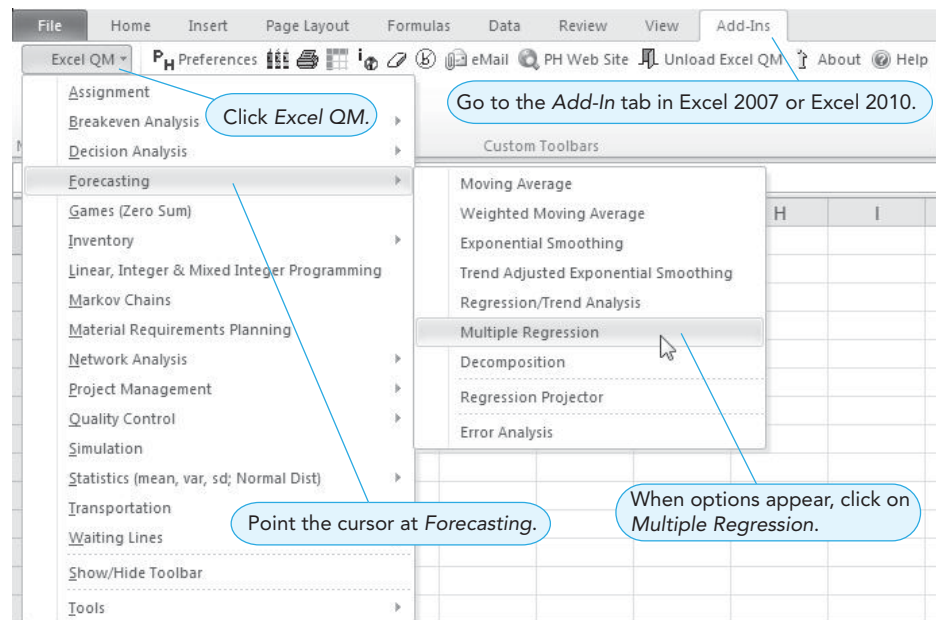 File Home Insert Page Layout Formulas Data Review View Add-Ins
Excel QM PH Preferences eMail PH Web Site Unload Excel QM About Help
Go to the Add-In tab in Excel 2007 or Excel 2010.
Click Excel QM.
Custom Toolbars
Assignment
Breakeven Analysis
Decision Analysis
Forecasting
Games (Zero Sum)
Inventory
Linear, Integer & Mixed Integer Programming
Markov Chains
Material Requirements Planning
Network Analysis
Project Management
Quality Control
Simulation
Statistics (mean, var, sd; Normal Dist)
Transportation
Waiting Lines
Show/Hide Toolbar
Tools
Moving Average
Weighted Moving Average
Exponential Smoothing
Trend Adjusted Exponential Smoothing
Regression/Trend Analysis
Multiple Regression
Decomposition
Regression Projector
Error Analysis
H I
Point the cursor at Forecasting.
When options appear, click on
Multiple Regression.